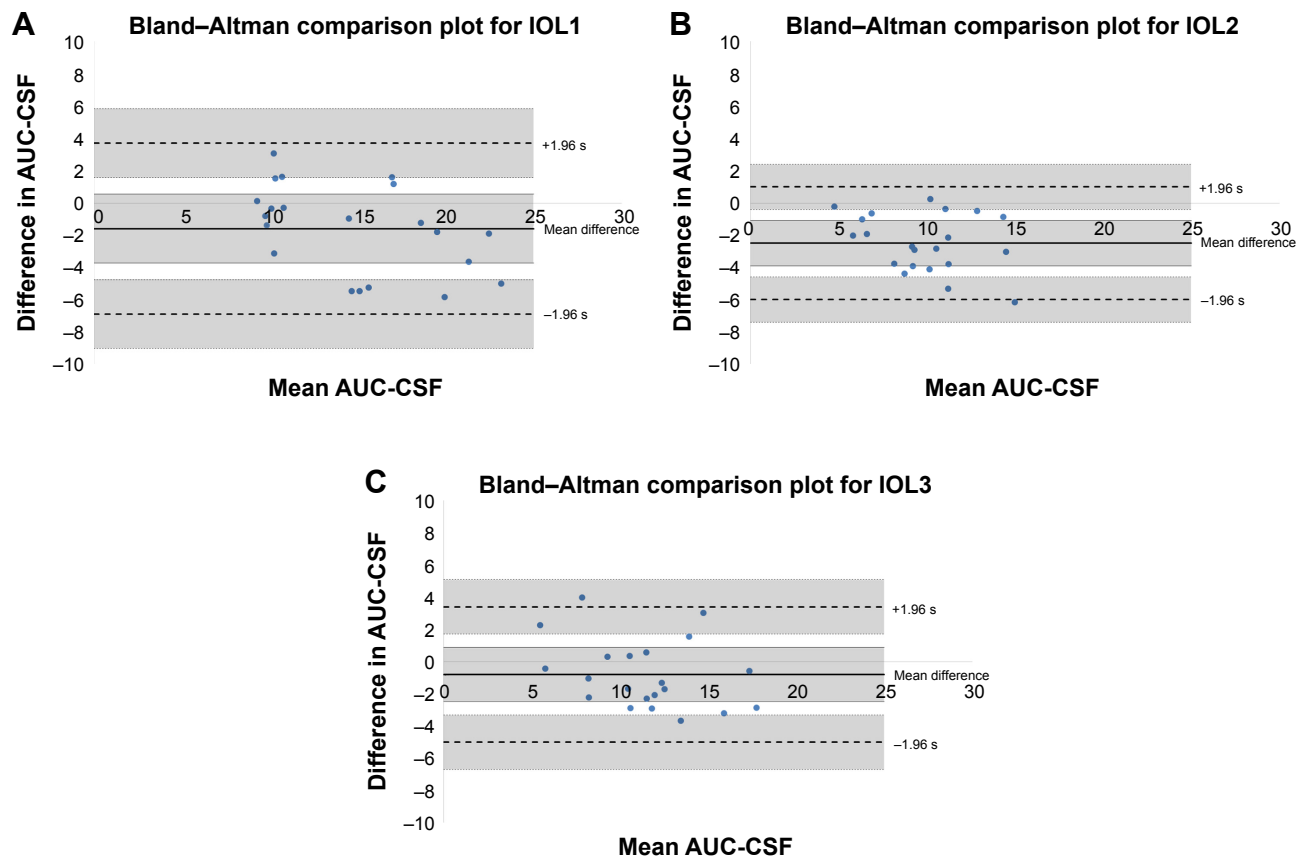 A
Bland–Altman comparison plot for IOL1
Difference in AUC-CSF
10
8
6
4
2
0
–2
–4
–6
–8
–10
0 5 10 15 20 25 30
+1.96 s
Mean difference
–1.96 s
Mean AUC-CSF
B
Bland–Altman comparison plot for IOL2
Difference in AUC-CSF
10
8
6
4
2
0
–2
–4
–6
–8
–10
0 5 10 15 20 25 30
+1.96 s
Mean difference
–1.96 s
Mean AUC-CSF
C
Bland–Altman comparison plot for IOL3
Difference in AUC-CSF
10
8
6
4
2
0
–2
–4
–6
–8
–10
0 5 10 15 20 25 30
+1.96 s
Mean difference
–1.96 s
Mean AUC-CSF